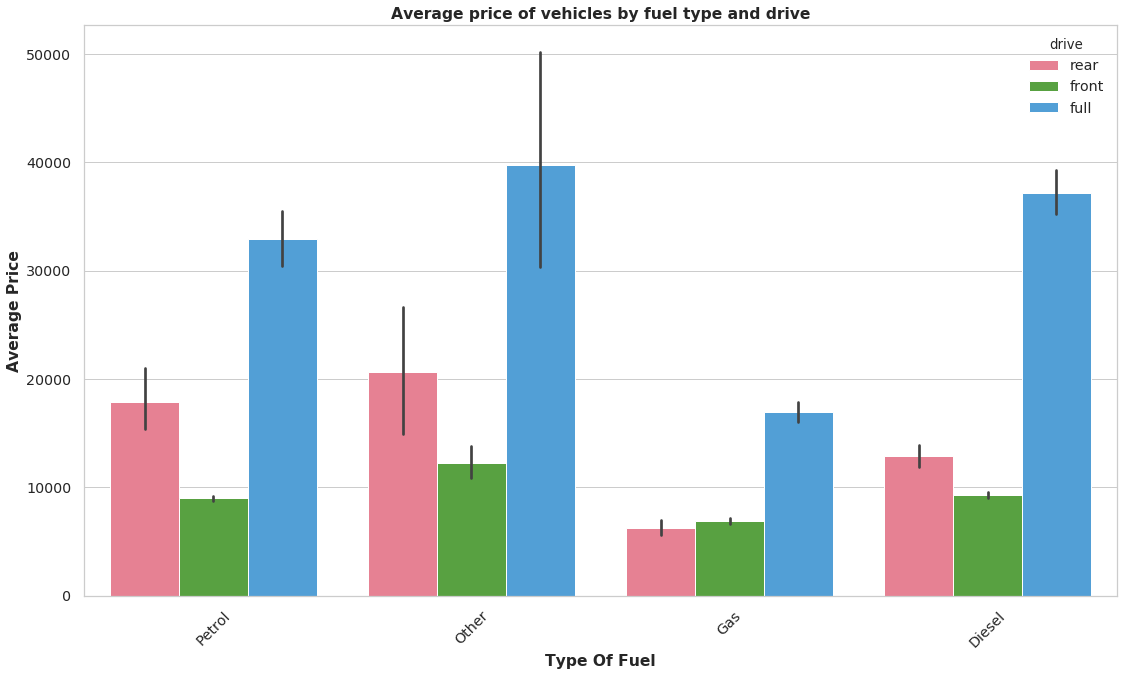 Average price of vehicles by fuel type and drive
drive
rear
front
full
50000
40000
30000
20000
10000
0
Average Price
Petrol
Other
Gas
Diesel
Type Of Fuel